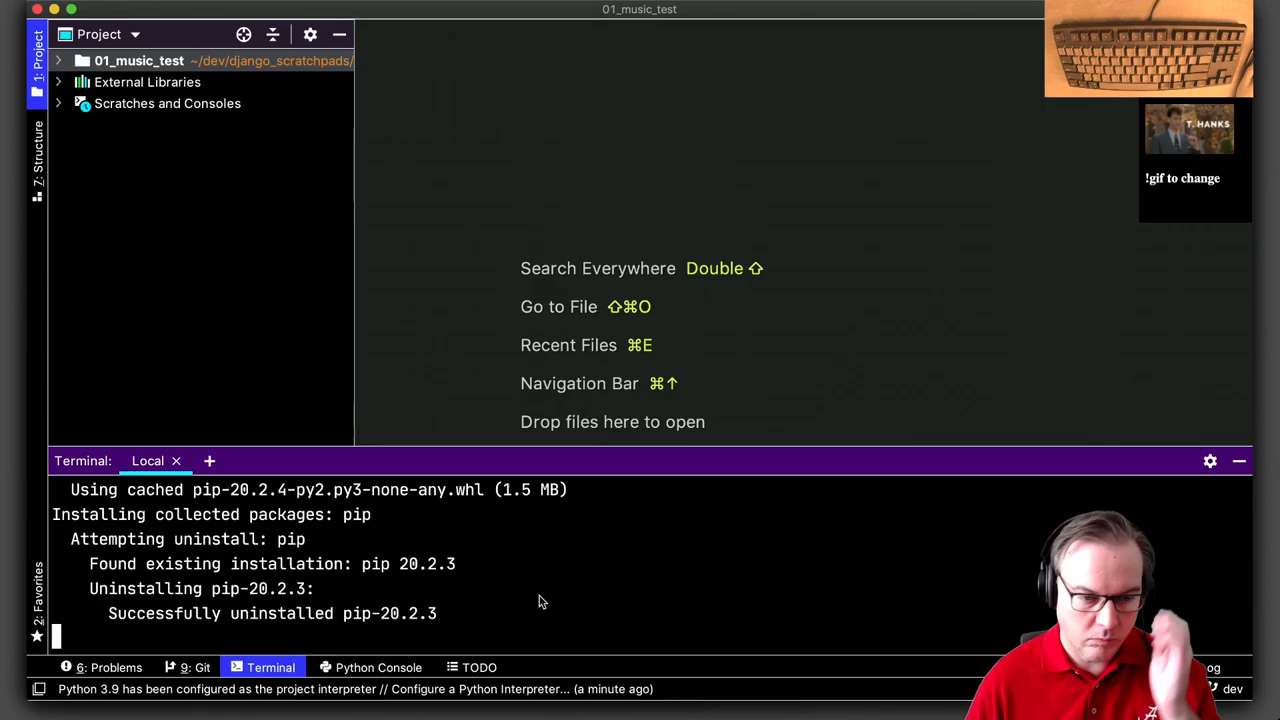 01_music_test
1: Project
Project
01_music_test ~/dev/django_scratchpads/
External Libraries
Scratches and Consoles
7: Structure
T. HANKS
!gif to change
Search Everywhere Double ⇧
Go to File ⇧⌘O
Recent Files ⌘E
Navigation Bar ⌘↑
Drop files here to open
Terminal: Local × +
Using cached pip-20.2.4-py2.py3-none-any.whl (1.5 MB)
Installing collected packages: pip
Attempting uninstall: pip
Found existing installation: pip 20.2.3
Uninstalling pip-20.2.3:
Successfully uninstalled pip-20.2.3
2: Favorites
6: Problems 9: Git Terminal Python Console TODO
Python 3.9 has been configured as the project interpreter // Configure a Python Interpreter... (a minute ago) dev